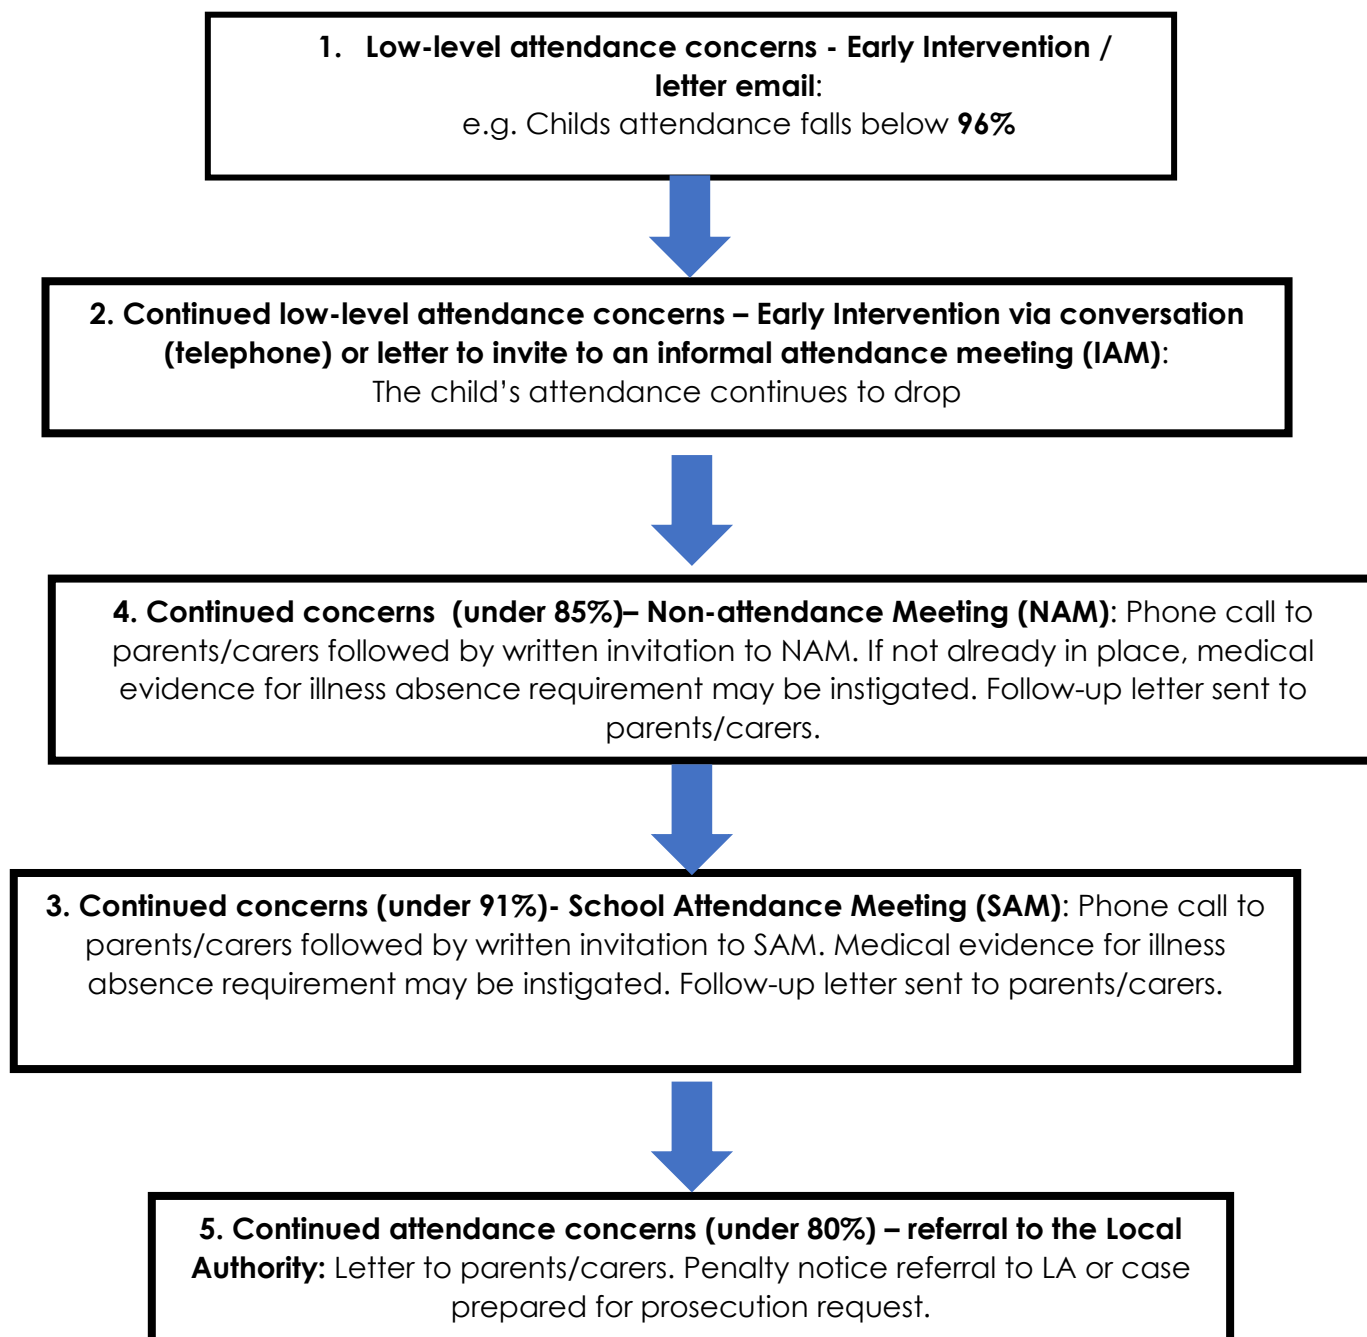 1. Low-level attendance concerns - Early Intervention /
letter email:
e.g. Childs attendance falls below 96%
2. Continued low-level attendance concerns – Early Intervention via conversation
(telephone) or letter to invite to an informal attendance meeting (IAM):
The child’s attendance continues to drop
4. Continued concerns  (under 85%)– Non-attendance Meeting (NAM): Phone call to
parents/carers followed by written invitation to NAM. If not already in place, medical
evidence for illness absence requirement may be instigated. Follow-up letter sent to
parents/carers.
3. Continued concerns (under 91%)- School Attendance Meeting (SAM): Phone call to
parents/carers followed by written invitation to SAM. Medical evidence for illness
absence requirement may be instigated. Follow-up letter sent to parents/carers.
5. Continued attendance concerns (under 80%) – referral to the Local
Authority: Letter to parents/carers. Penalty notice referral to LA or case
prepared for prosecution request.